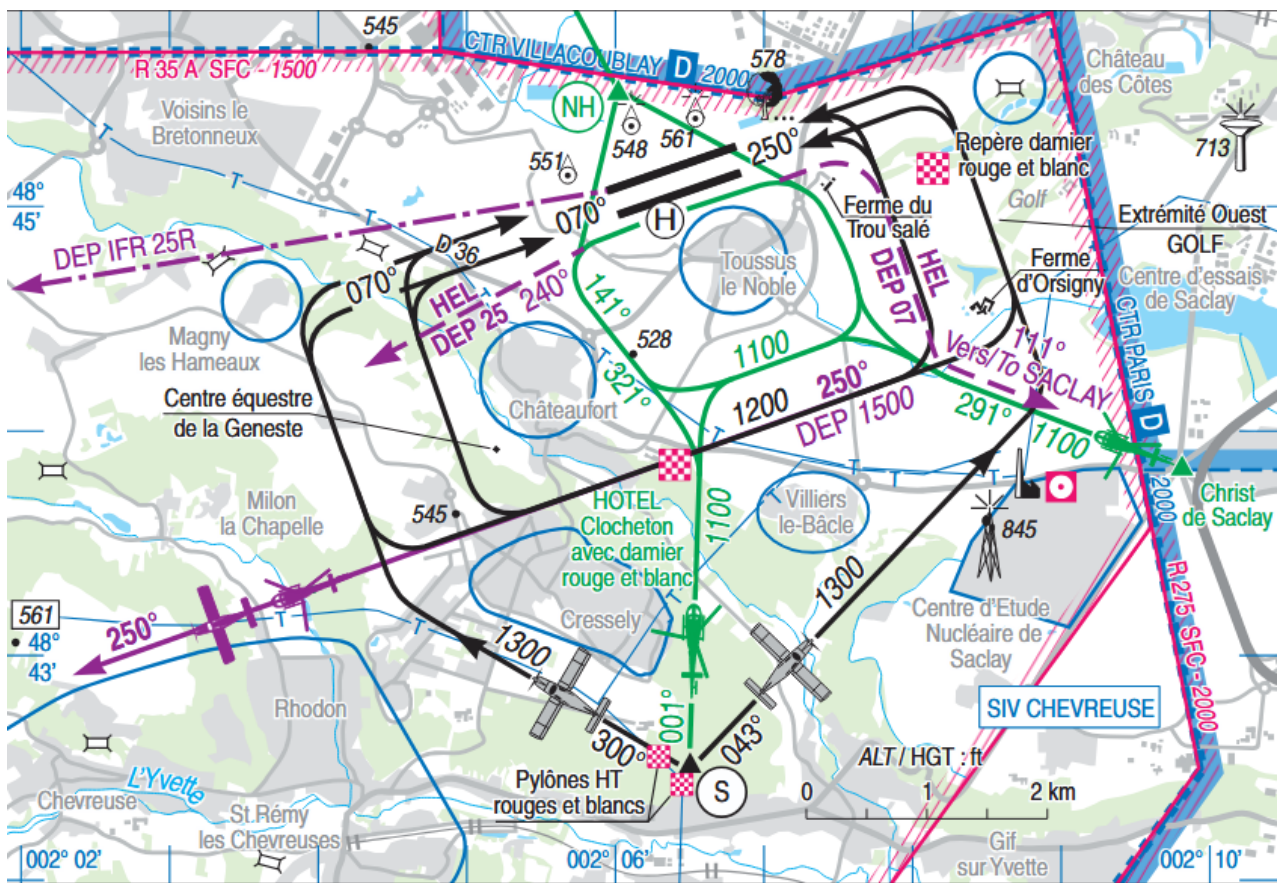 545
CTR VILLACOUBLAY D 2000
578
R 35 A SFC - 1500
Château
des Côtes
Voisins le
Bretonneux
NH
548
561
551
250°
713
Repère damier
rouge et blanc
48°
45'
070°
H
Ferme du
Trou salé
Golf
Extrémité Ouest
GOLF
DEP IFR 25R
D 36
Toussus
le Noble
HEL
DEP 07
Ferme
d'Orsigny
Centre d'essais
de Saclay
070°
HEL
DEP 25 240°
141°
Magny
les Hameaux
528
1100
111°
Vers/To SACLAY
CTR PARIS D 2000
T-321°
Centre équestre
de la Geneste
Châteaufort
1200
250°
DEP 1500
291°
1100
Milon
la Chapelle
545
HOTEL
Clocheton
avec damier
rouge et blanc
1100
Villiers
le-Bâcle
Christ
de Saclay
845
1300
561
250°
48°
43'
Cressely
Centre d'Etude
Nucléaire de
Saclay
R 275 SFC - 2000
1300
Rhodon
001°
SIV CHEVREUSE
300°
043°
ALT / HGT : ft
L'Yvette
Pylônes HT
rouges et blancs
S
0 1 2 km
Chevreuse
St.Rémy
les Chevreuses
Gif
sur Yvette
002° 02'
002° 06'
002° 10'
T
T
T
T
T
T
T
T
T
T